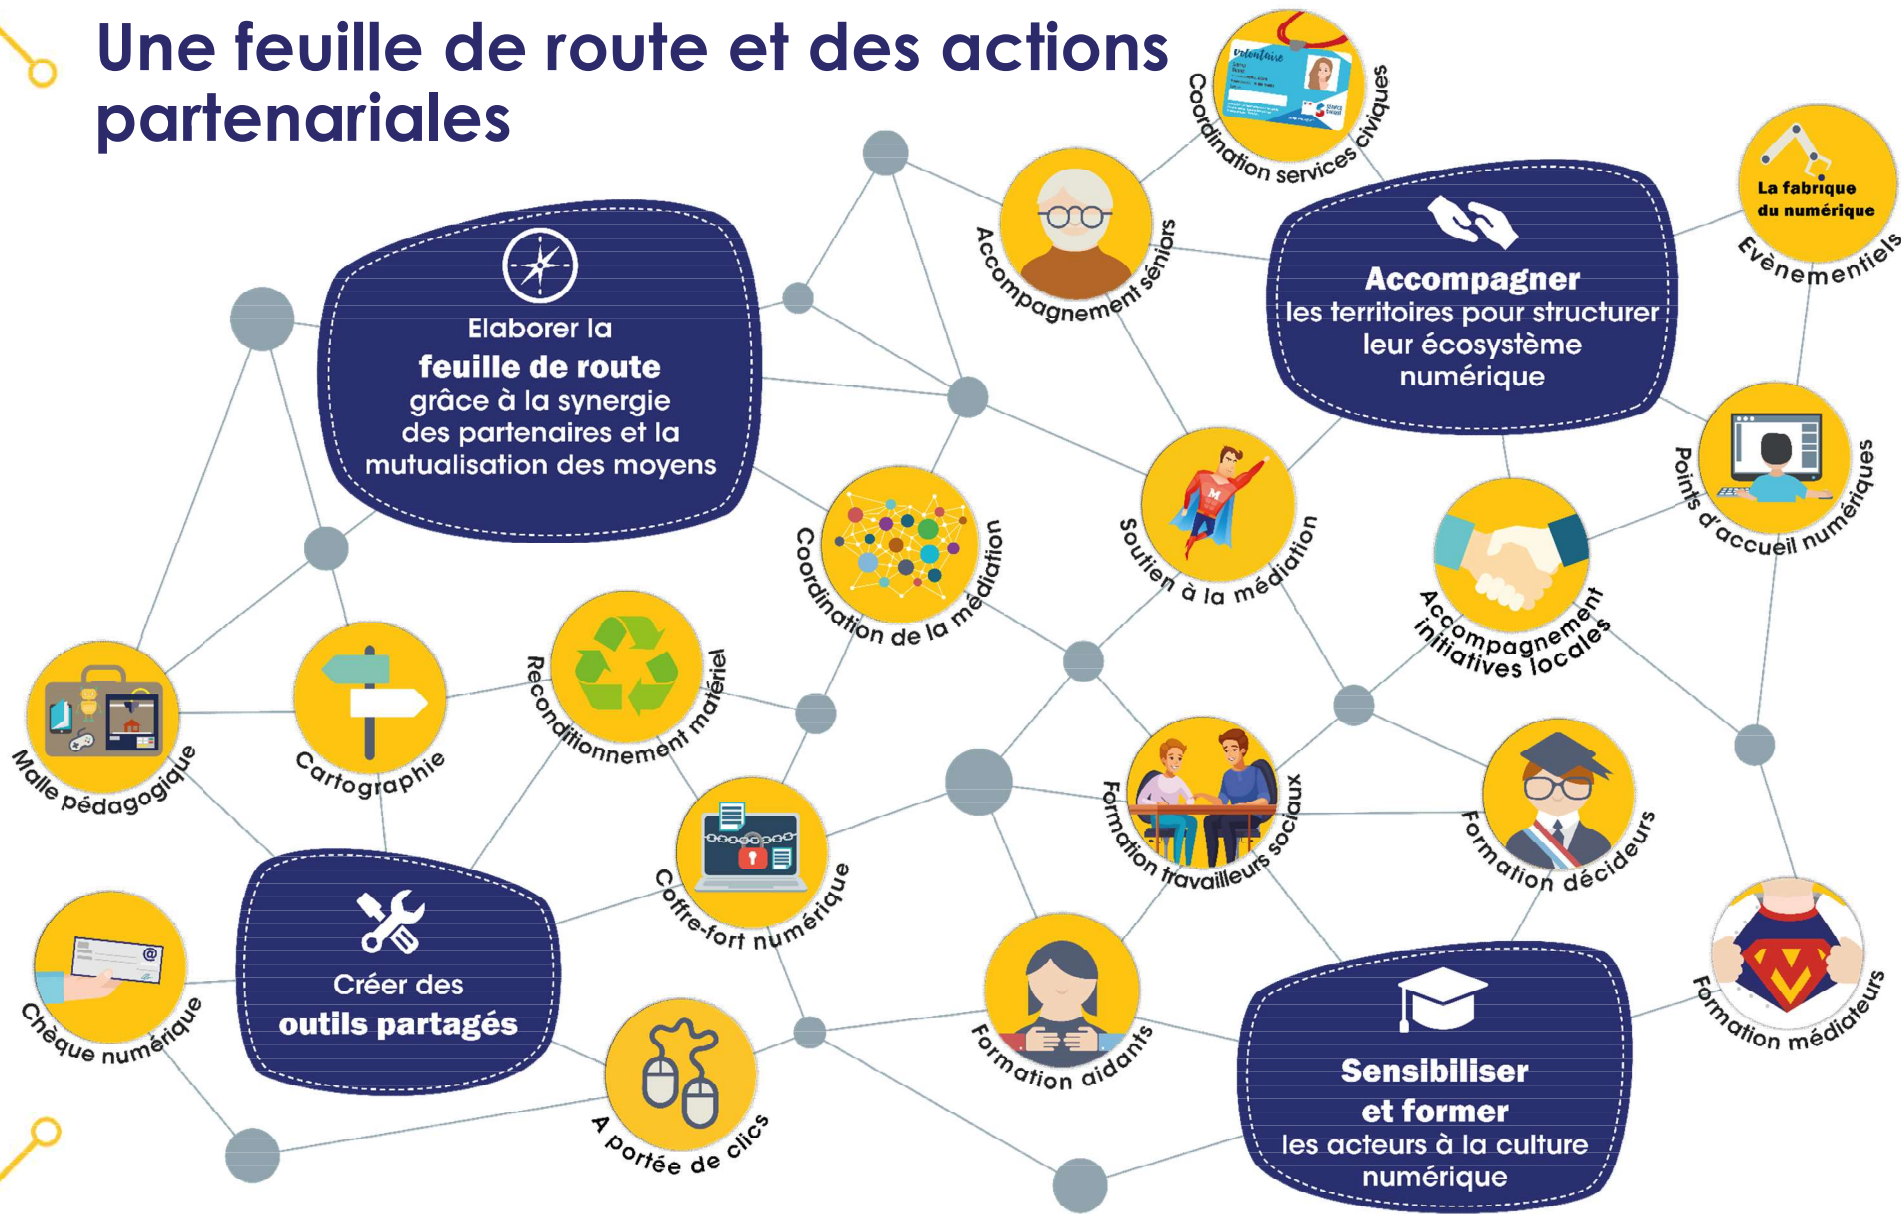 Une feuille de route et des actions
partenariales
volontaire
Coordination services civiques
Accompagnement séniors
La fabrique
du numérique
Evènementiels
Elaborer la
feuille de route
grâce à la synergie
des partenaires et la
mutualisation des moyens
Accompagner
les territoires pour structurer
leur écosystème
numérique
Points d'accueil numériques
M
Soutien à la médiation
Coordination de la médiation
Accompagnement
initiatives locales
Reconditionnement matériel
Malle pédagogique
Cartographie
Coffre-fort numérique
Formation travailleurs sociaux
Formation décideurs
Créer des
outils partagés
@
Chèque numérique
A portée de clics
Formation aidants
Formation médiateurs
Sensibiliser
et former
les acteurs à la culture
numérique